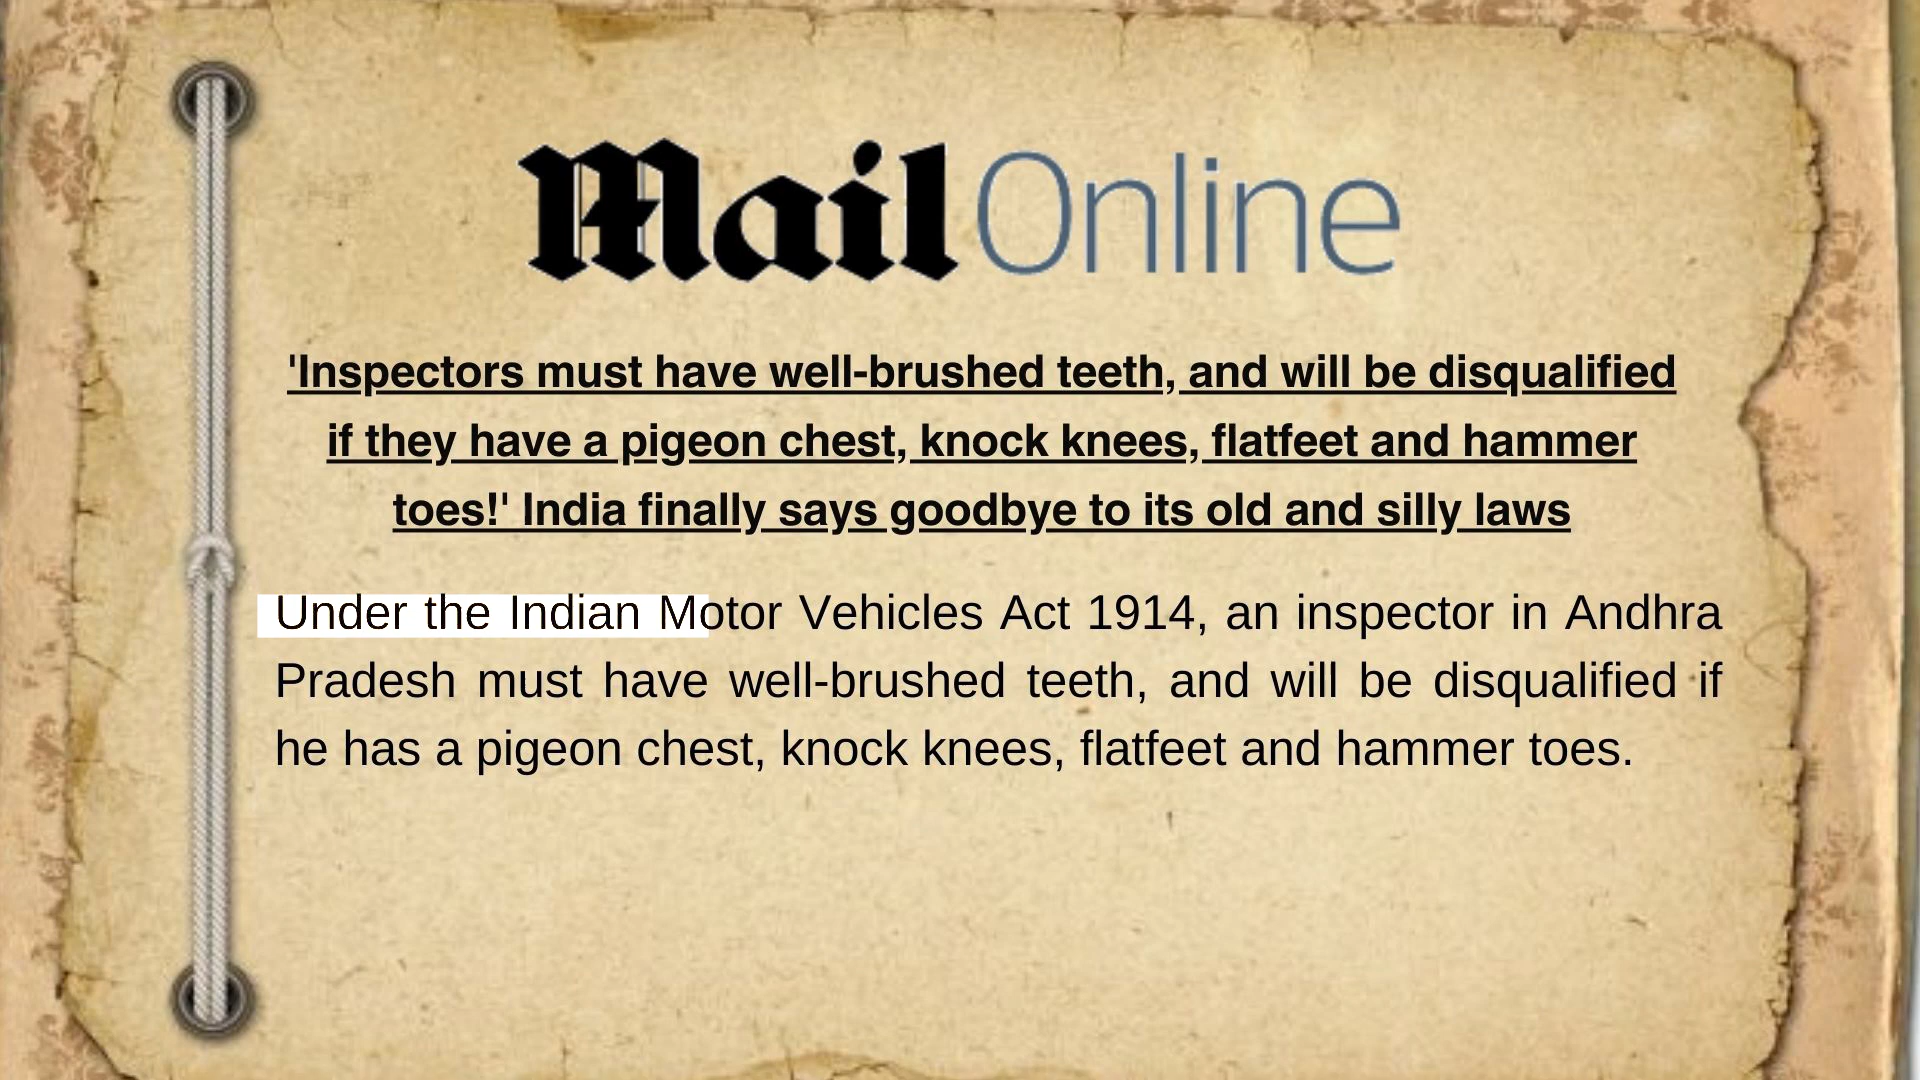 Mail Online
'Inspectors must have well-brushed teeth, and will be disqualified
if they have a pigeon chest, knock knees, flatfeet and hammer
toes!' India finally says goodbye to its old and silly laws
Under the Indian Motor Vehicles Act 1914, an inspector in Andhra
Pradesh must have well-brushed teeth, and will be disqualified if
he has a pigeon chest, knock knees, flatfeet and hammer toes.